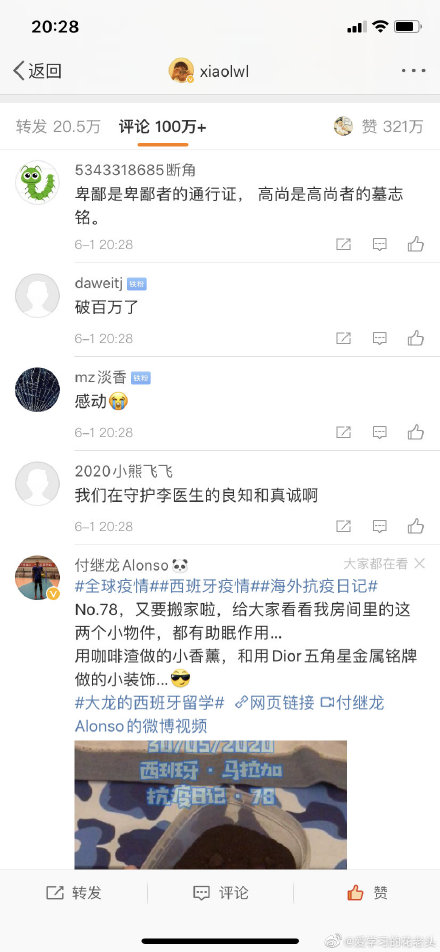 20:28
返回
xiaolwl
转发 20.5万 评论 100万+ 赞 321万
5343318685断角
卑鄙是卑鄙者的通行证， 高尚是高尚者的墓志
铭。
6-1 20:28
daweitj 铁粉
破百万了
6-1 20:28
mz淡香 铁粉
感动😭
6-1 20:28
2020小熊飞飞
我们在守护李医生的良知和真诚啊
6-1 20:28
付继龙Alonso🐼 大家都在看
#全球疫情##西班牙疫情##海外抗疫日记#
No.78，又要搬家啦，给大家看看我房间里的这
两个小物件，都有助眠作用...
用咖啡渣做的小香薰，和用Dior五角星金属铭牌
做的小装饰...😎
#大龙的西班牙留学# 网页链接 付继龙
Alonso的微博视频
30/05/2020
西班牙·马拉加
抗疫日记·78
转发 评论 赞
@爱学习的花老头